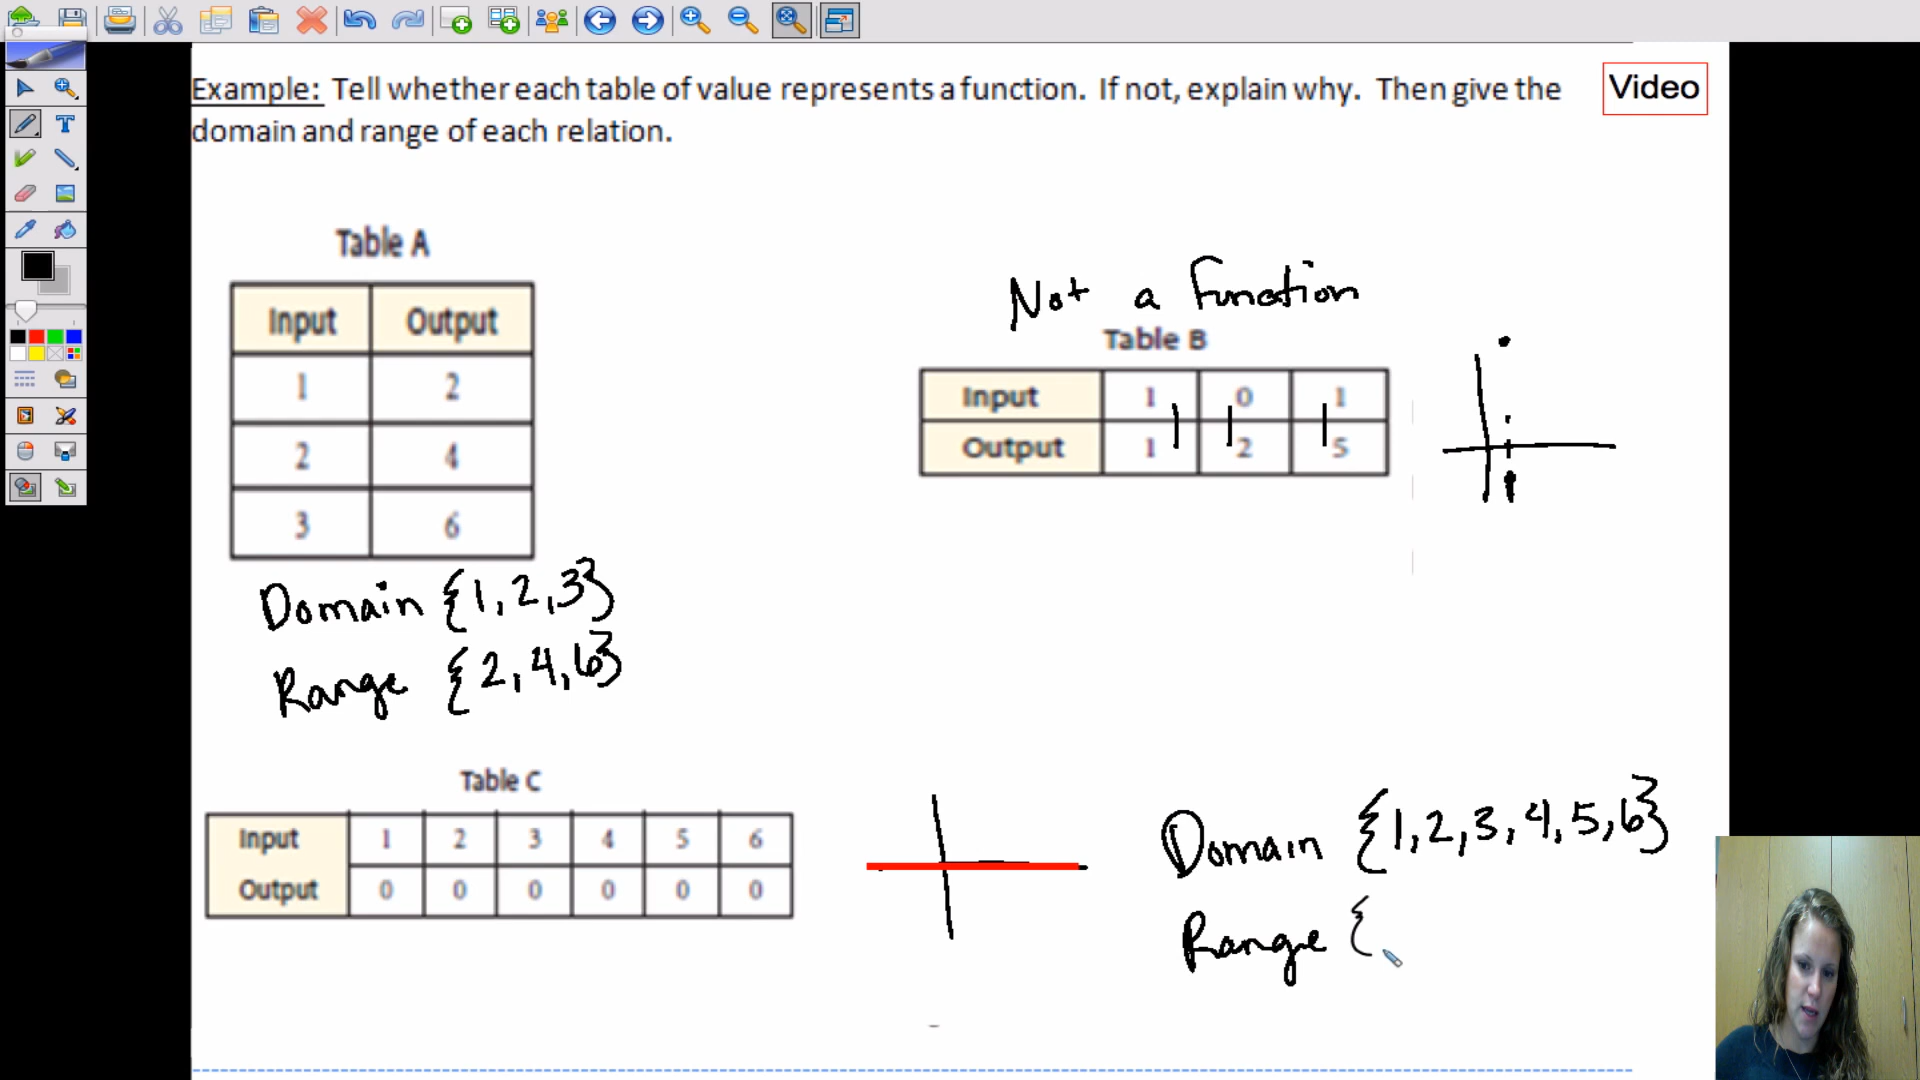 Example: Tell whether each table of value represents a function. If not, explain why. Then give the
domain and range of each relation.
Video
Table A
Input Output
1 2
2 4
3 6
Domain {1, 2, 3}
Range {2, 4, 6}
Not a function
Table B
Input 1 0 1
Output 1 2 5
Table C
Input 1 2 3 4 5 6
Output 0 0 0 0 0 0
Domain {1, 2, 3, 4, 5, 6}
Range {